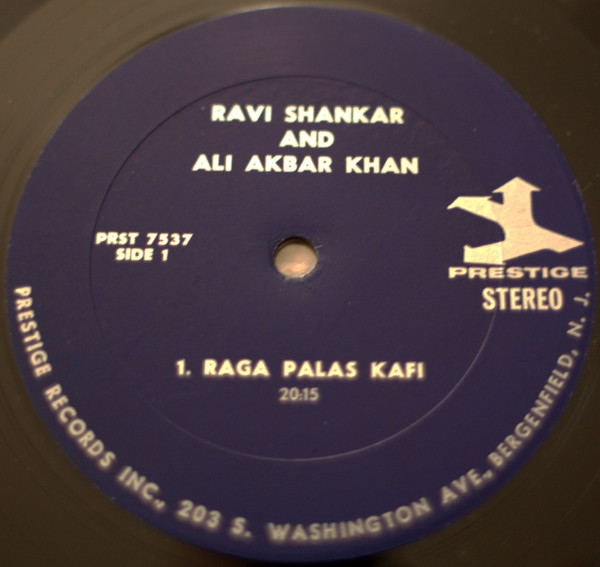 RAVI SHANKAR
AND
ALI AKBAR KHAN
PRST 7537
SIDE 1
PRESTIGE
STEREO
1. RAGA PALAS KAFI
20:15
PRESTIGE RECORDS INC., 203 S. WASHINGTON AVE., BERGENFIELD, N. J.